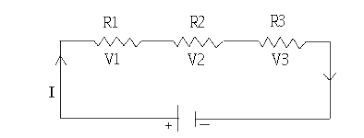 R1 R2 R3
V1 V2 V3
I
+ −